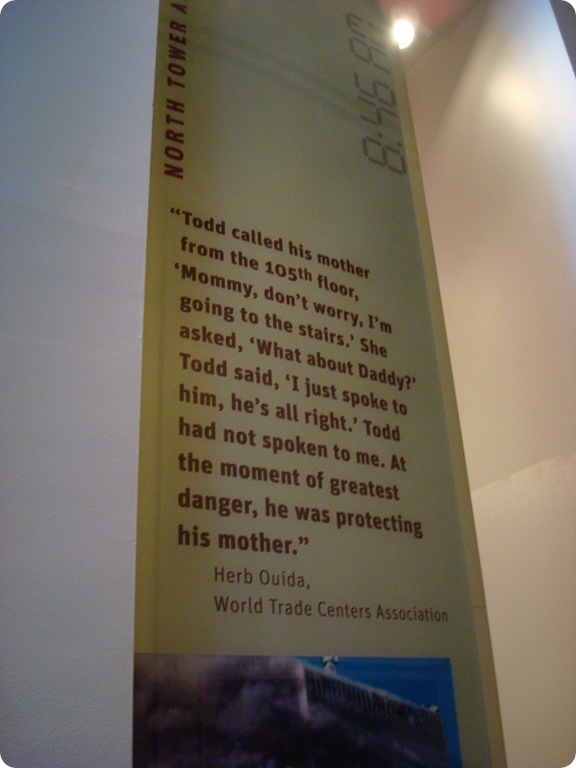 NORTH TOWER
8:46 AM
“Todd called his mother
from the 105th floor,
‘Mommy, don’t worry, I’m
going to the stairs.’ She
asked, ‘What about Daddy?’
Todd said, ‘I just spoke to
him, he’s all right.’ Todd
had not spoken to me. At
the moment of greatest
danger, he was protecting
his mother.”
Herb Ouida,
World Trade Centers Association